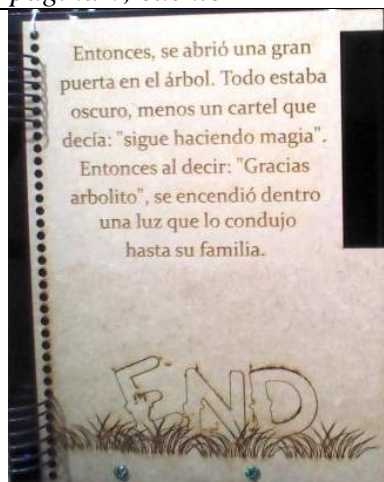 Entonces, se abrió una gran
puerta en el árbol. Todo estaba
oscuro, menos un cartel que
decía: "sigue haciendo magia".
Entonces al decir: "Gracias
arbolito", se encendió dentro
una luz que lo condujo
hasta su familia.
END